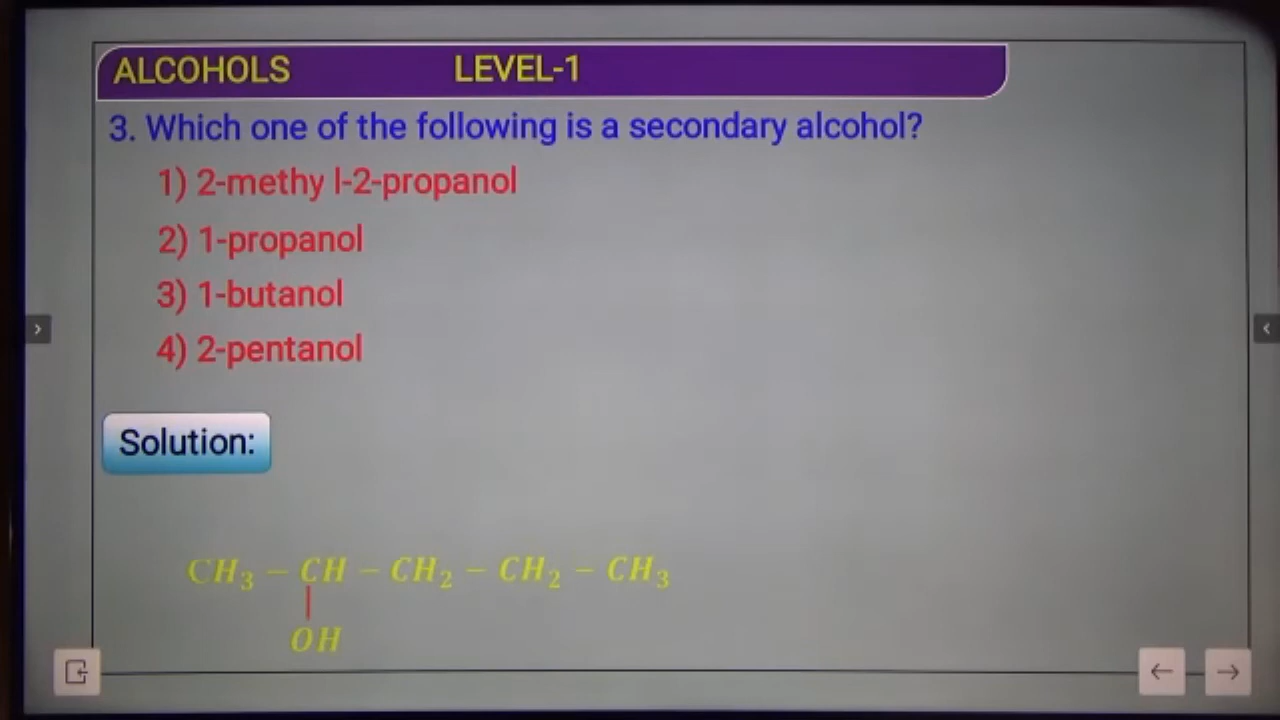 ALCOHOLS LEVEL-1
3. Which one of the following is a secondary alcohol?
1) 2-methy l-2-propanol
2) 1-propanol
3) 1-butanol
4) 2-pentanol
Solution:
CH₃ – CH – CH₂ – CH₂ – CH₃
|
OH